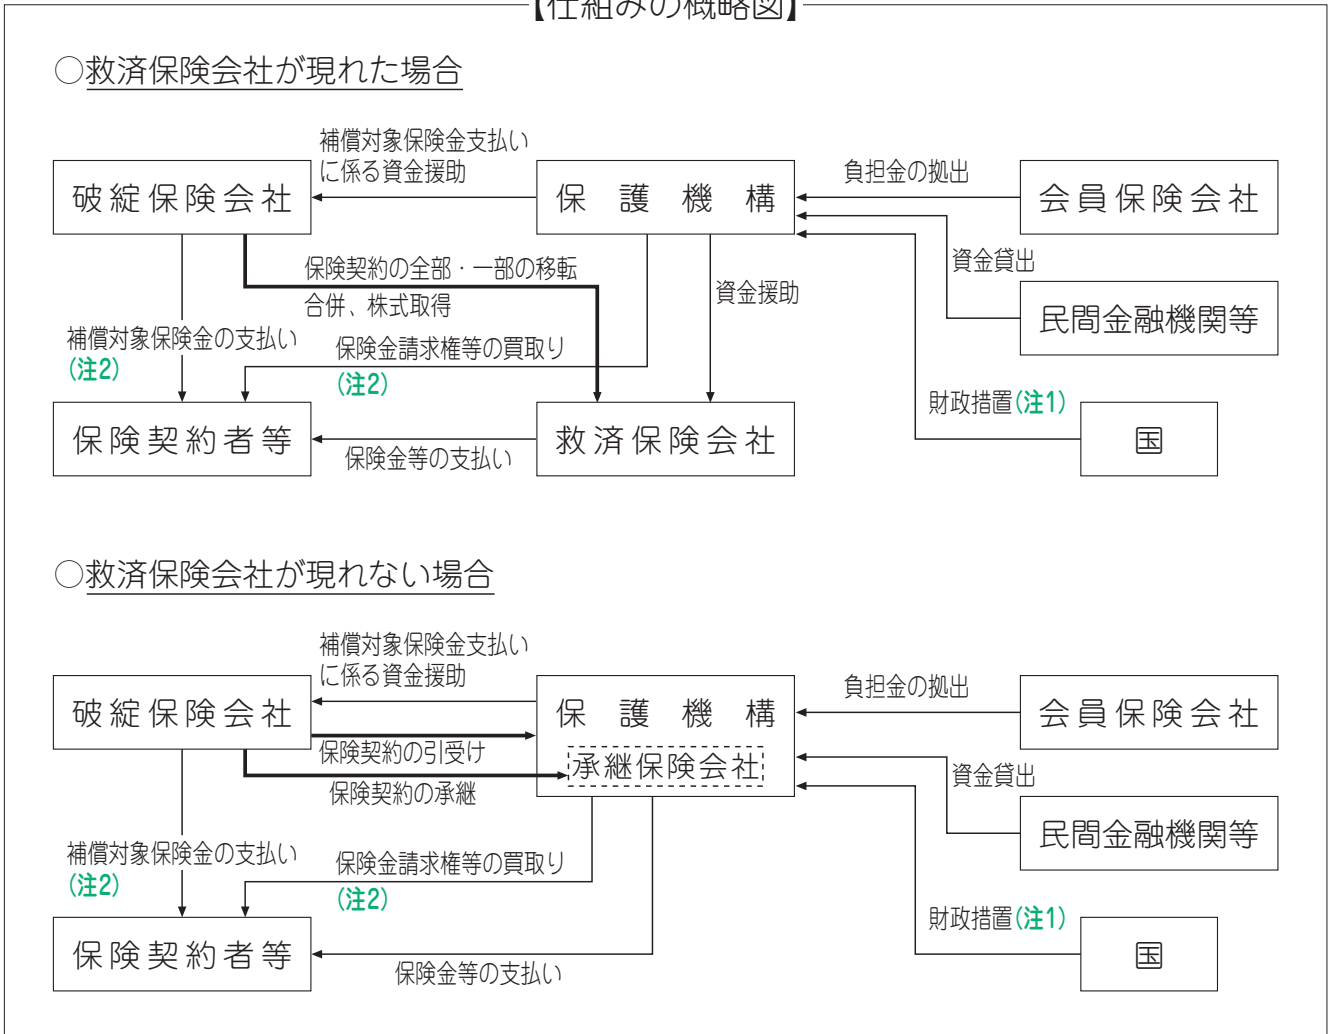 【仕組みの概略図】
○救済保険会社が現れた場合
補償対象保険金支払い
に係る資金援助
破綻保険会社
保護機構
負担金の拠出
会員保険会社
保険契約の全部・一部の移転
合併、株式取得
資金援助
資金貸出
民間金融機関等
補償対象保険金の支払い
(注2)
保険金請求権等の買取り
(注2)
財政措置(注1)
保険契約者等
保険金等の支払い
救済保険会社
国
○救済保険会社が現れない場合
補償対象保険金支払い
に係る資金援助
破綻保険会社
保護機構
負担金の拠出
会員保険会社
保険契約の引受け
承継保険会社
保険契約の承継
資金貸出
民間金融機関等
補償対象保険金の支払い
(注2)
保険金請求権等の買取り
(注2)
財政措置(注1)
保険契約者等
保険金等の支払い
国